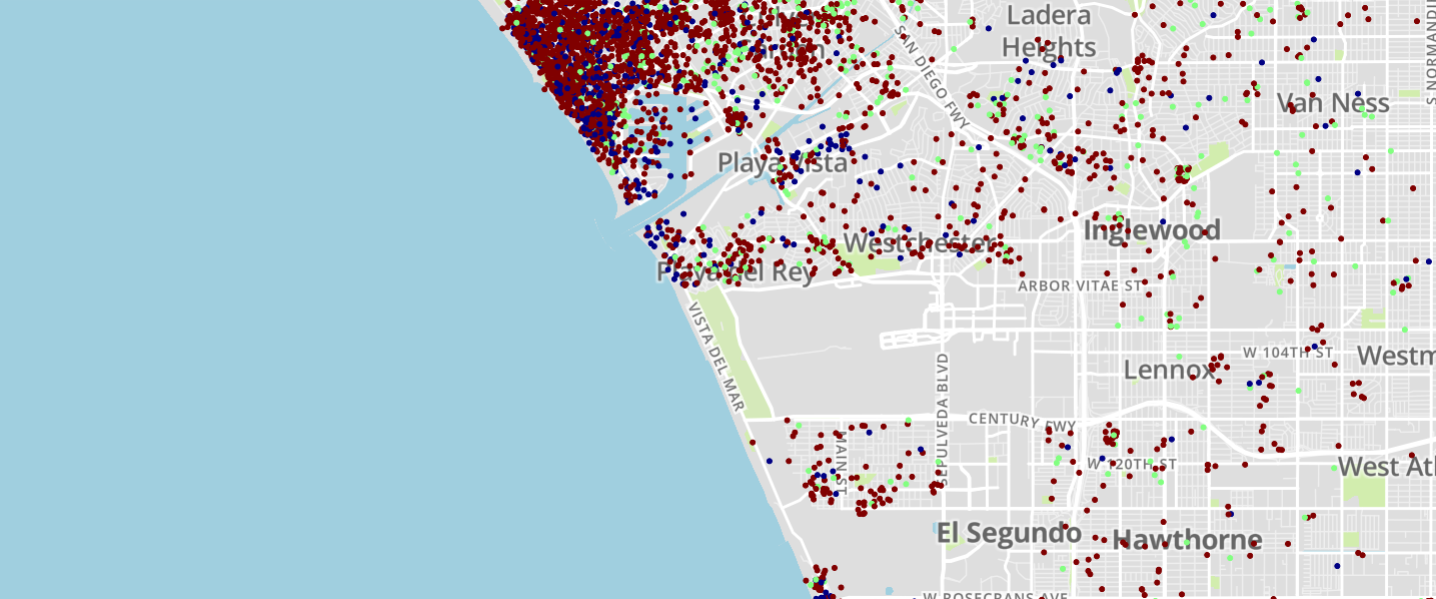 Ladera
Heights
SAN DIEGO FWY
S NORMANDI
Van Ness
Playa Vista
Westchester
Inglewood
Playa del Rey
ARBOR VITAE ST
VISTA DEL MAR
W 104TH ST
Westm
Lennox
SEPULVEDA BLVD
CENTURY FWY
MAIN ST
W 120TH ST
West Atl
El Segundo
Hawthorne
W ROSECRANS AVE